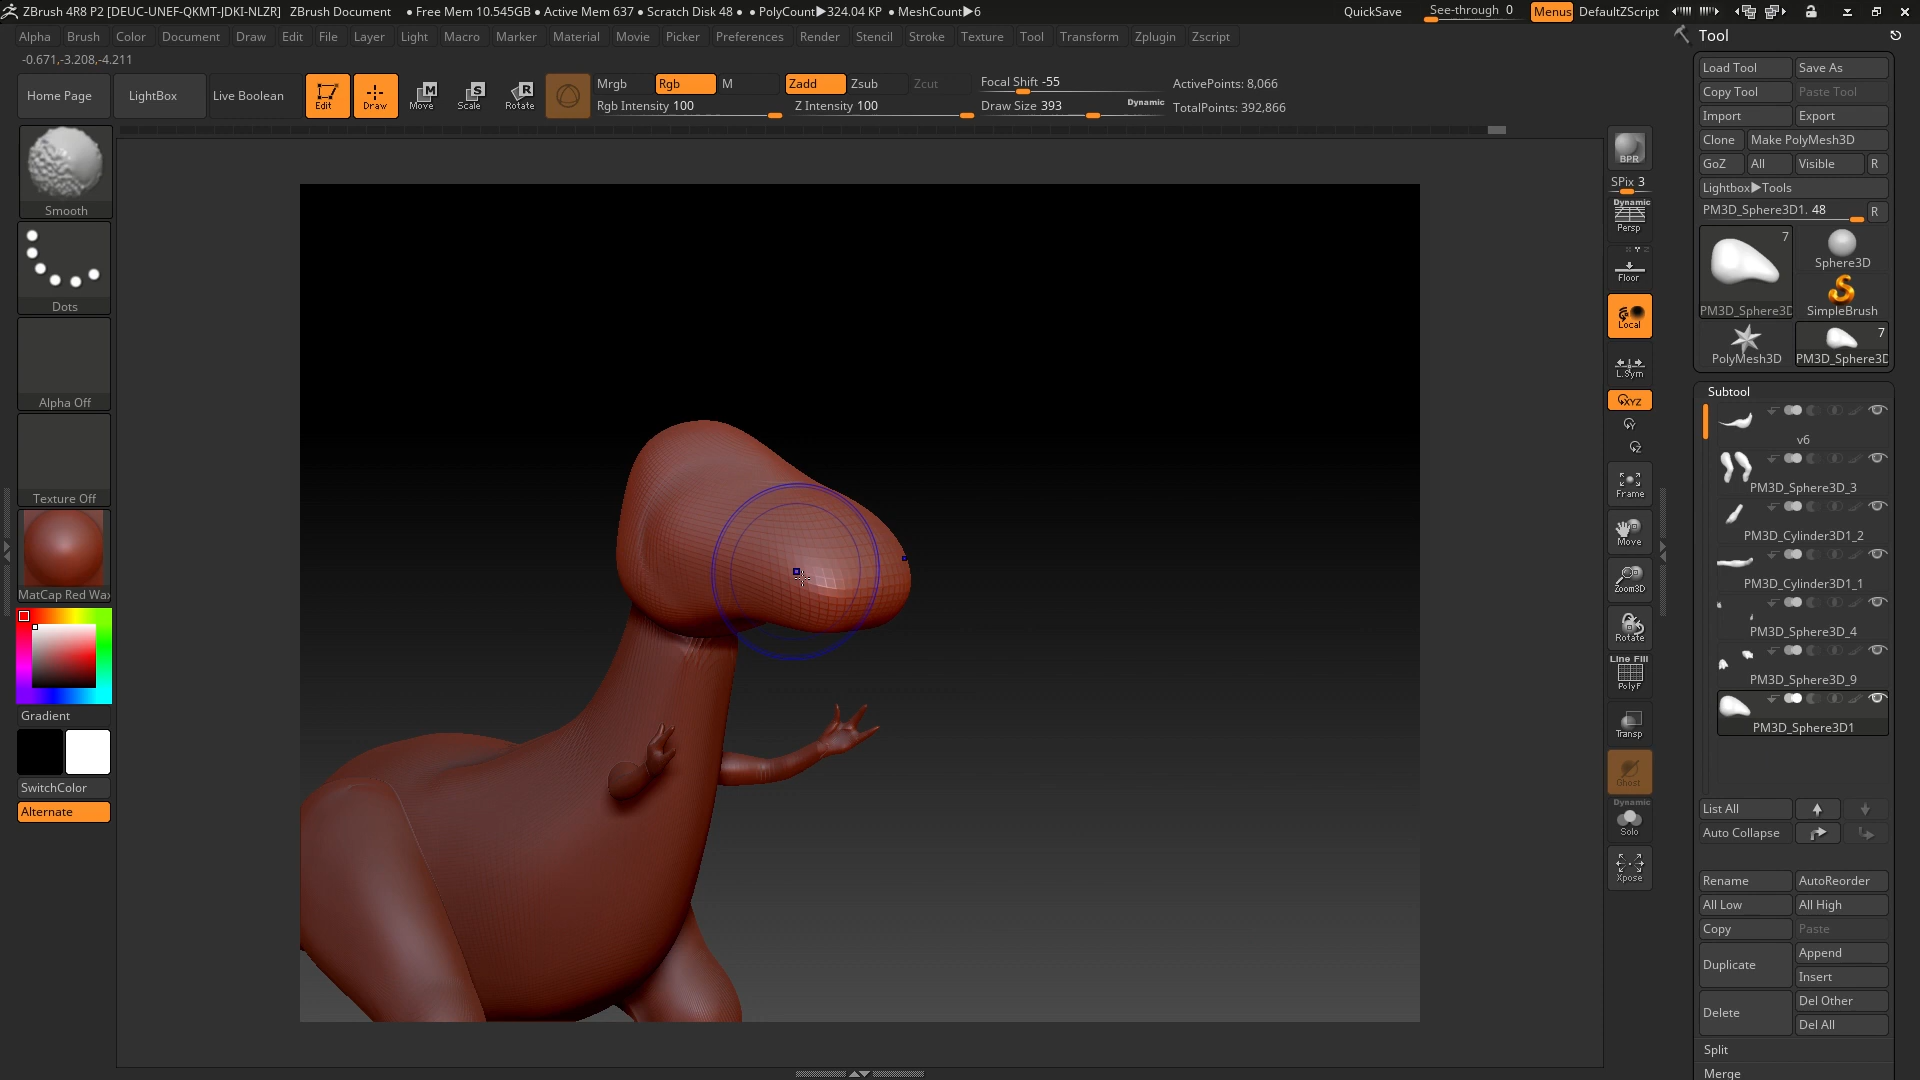 ZBrush 4R8 P2 [DEUC-UNEF-QKMT-JDKI-NLZR] ZBrush Document • Free Mem 10.545GB • Active Mem 637 • Scratch Disk 48 • • PolyCount▶324.04 KP • MeshCount▶6 QuickSave See-through 0 Menus DefaultZScript
Alpha Brush Color Document Draw Edit File Layer Light Macro Marker Material Movie Picker Preferences Render Stencil Stroke Texture Tool Transform Zplugin Zscript
Tool
-0.671,-3.208,-4.211
Home Page LightBox Live Boolean Edit Draw Move Scale Rotate
Mrgb Rgb M Zadd Zsub Zcut Focal Shift -55 ActivePoints: 8,066
Rgb Intensity 100 Z Intensity 100 Draw Size 393 Dynamic TotalPoints: 392,866
Smooth
Dots
Alpha Off
Texture Off
MatCap Red Wax
Gradient
SwitchColor
Alternate
BPR
SPix 3
Dynamic
Persp
Floor
Local
L.Sym
XYZ
Y
Z
Frame
Move
Zoom3D
Rotate
Line Fill
PolyF
Transp
Ghost
Dynamic
Solo
Xpose
Load Tool Save As
Copy Tool Paste Tool
Import Export
Clone Make PolyMesh3D
GoZ All Visible R
Lightbox▶Tools
PM3D_Sphere3D1. 48 R
7
Sphere3D
PM3D_Sphere3D SimpleBrush
7
PolyMesh3D PM3D_Sphere3D
Subtool
v6
PM3D_Sphere3D_3
PM3D_Cylinder3D1_2
PM3D_Cylinder3D1_1
PM3D_Sphere3D_4
PM3D_Sphere3D_9
PM3D_Sphere3D1
List All
Auto Collapse
Rename AutoReorder
All Low All High
Copy Paste
Duplicate Append
Insert
Delete Del Other
Del All
Split
Merge